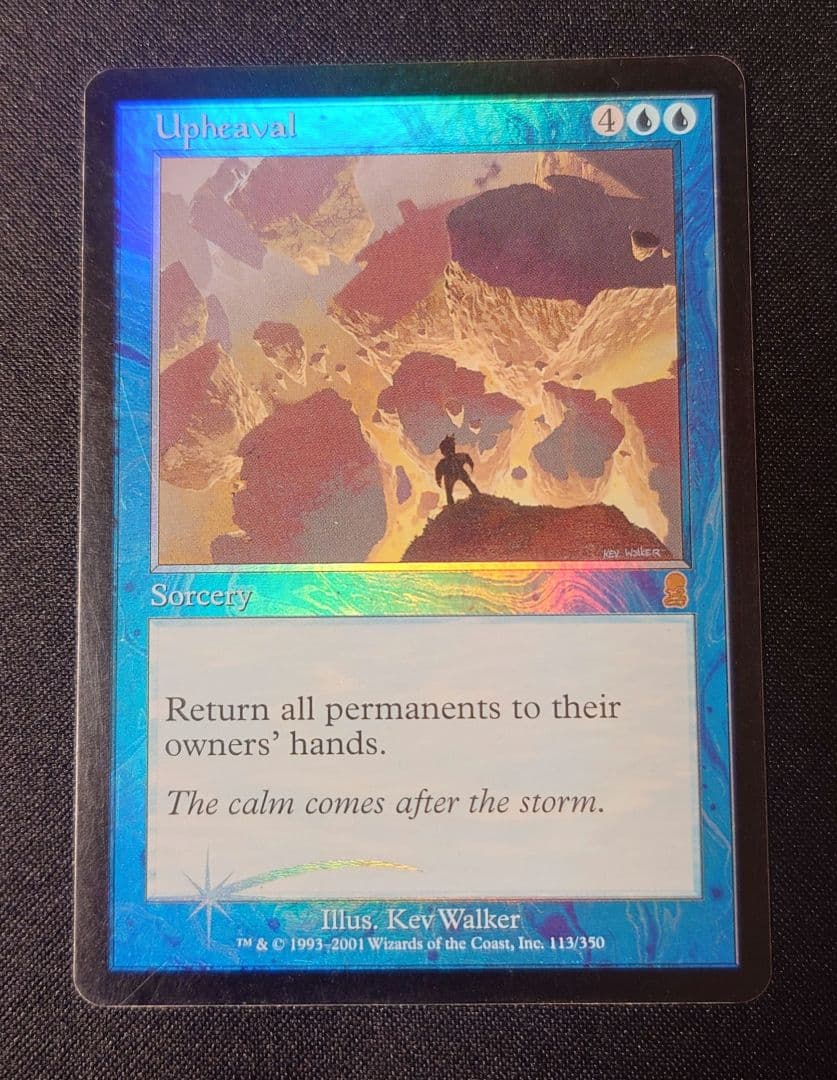 Upheaval 4
KEV WALKER
Sorcery
Return all permanents to their
owners' hands.
The calm comes after the storm.
Illus. Kev Walker
™ & © 1993–2001 Wizards of the Coast, Inc. 113/350